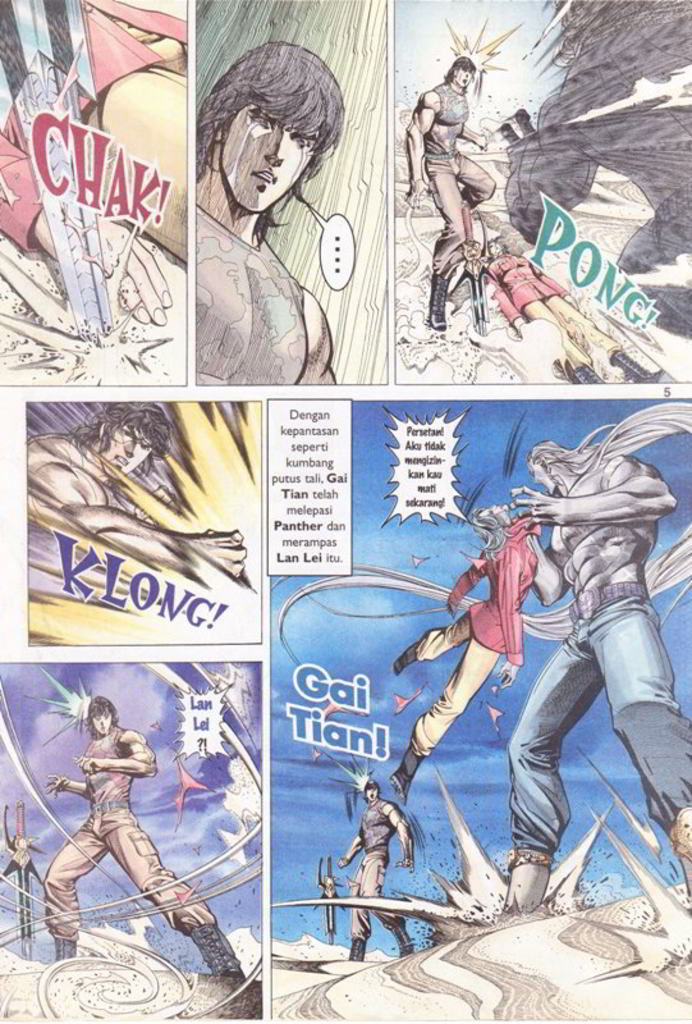 CHAK!
....
PONG!
5
KLONG!
Dengan
kepantasan
seperti
kumbang
putus tali, Gai
Tian telah
melepasi
Panther dan
merampas
Lan Lei itu.
Persetan!
Aku tidak
mengizin-
kan kau
mati
sekarang!
Lan
Lei
?!
Gai
Tian!